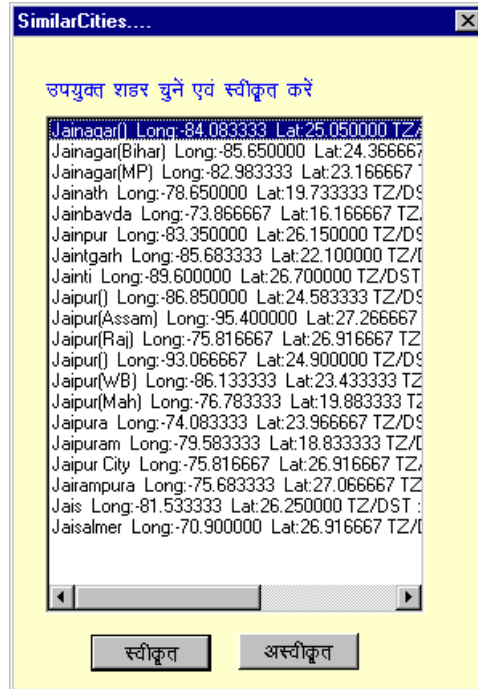 SimilarCities....
उपयुक्त शहर चुनें एवं स्वीकृत करें
Jainagar() Long:-84.083333 Lat:25.050000 TZ/
Jainagar(Bihar) Long:-85.650000 Lat:24.366667
Jainagar(MP) Long:-82.983333 Lat:23.166667
Jainath Long:-78.650000 Lat:19.733333 TZ/DS
Jainbavda Long:-73.866667 Lat:16.166667 TZ/
Jainpur Long:-83.350000 Lat:26.150000 TZ/DS
Jaintgarh Long:-85.683333 Lat:22.100000 TZ/D
Jainti Long:-89.600000 Lat:26.700000 TZ/DST
Jaipur() Long:-86.850000 Lat:24.583333 TZ/DS
Jaipur(Assam) Long:-95.400000 Lat:27.266667
Jaipur(Raj) Long:-75.816667 Lat:26.916667 TZ
Jaipur() Long:-93.066667 Lat:24.900000 TZ/DS
Jaipur(WB) Long:-86.133333 Lat:23.433333 TZ
Jaipur(Mah) Long:-76.783333 Lat:19.883333 TZ
Jaipura Long:-74.083333 Lat:23.966667 TZ/DS
Jaipuram Long:-79.583333 Lat:18.833333 TZ/D
Jaipur City Long:-75.816667 Lat:26.916667 TZ/
Jairampura Long:-75.683333 Lat:27.066667 TZ/
Jais Long:-81.533333 Lat:26.250000 TZ/DST :
Jaisalmer Long:-70.900000 Lat:26.916667 TZ/D
स्वीकृत अस्वीकृत